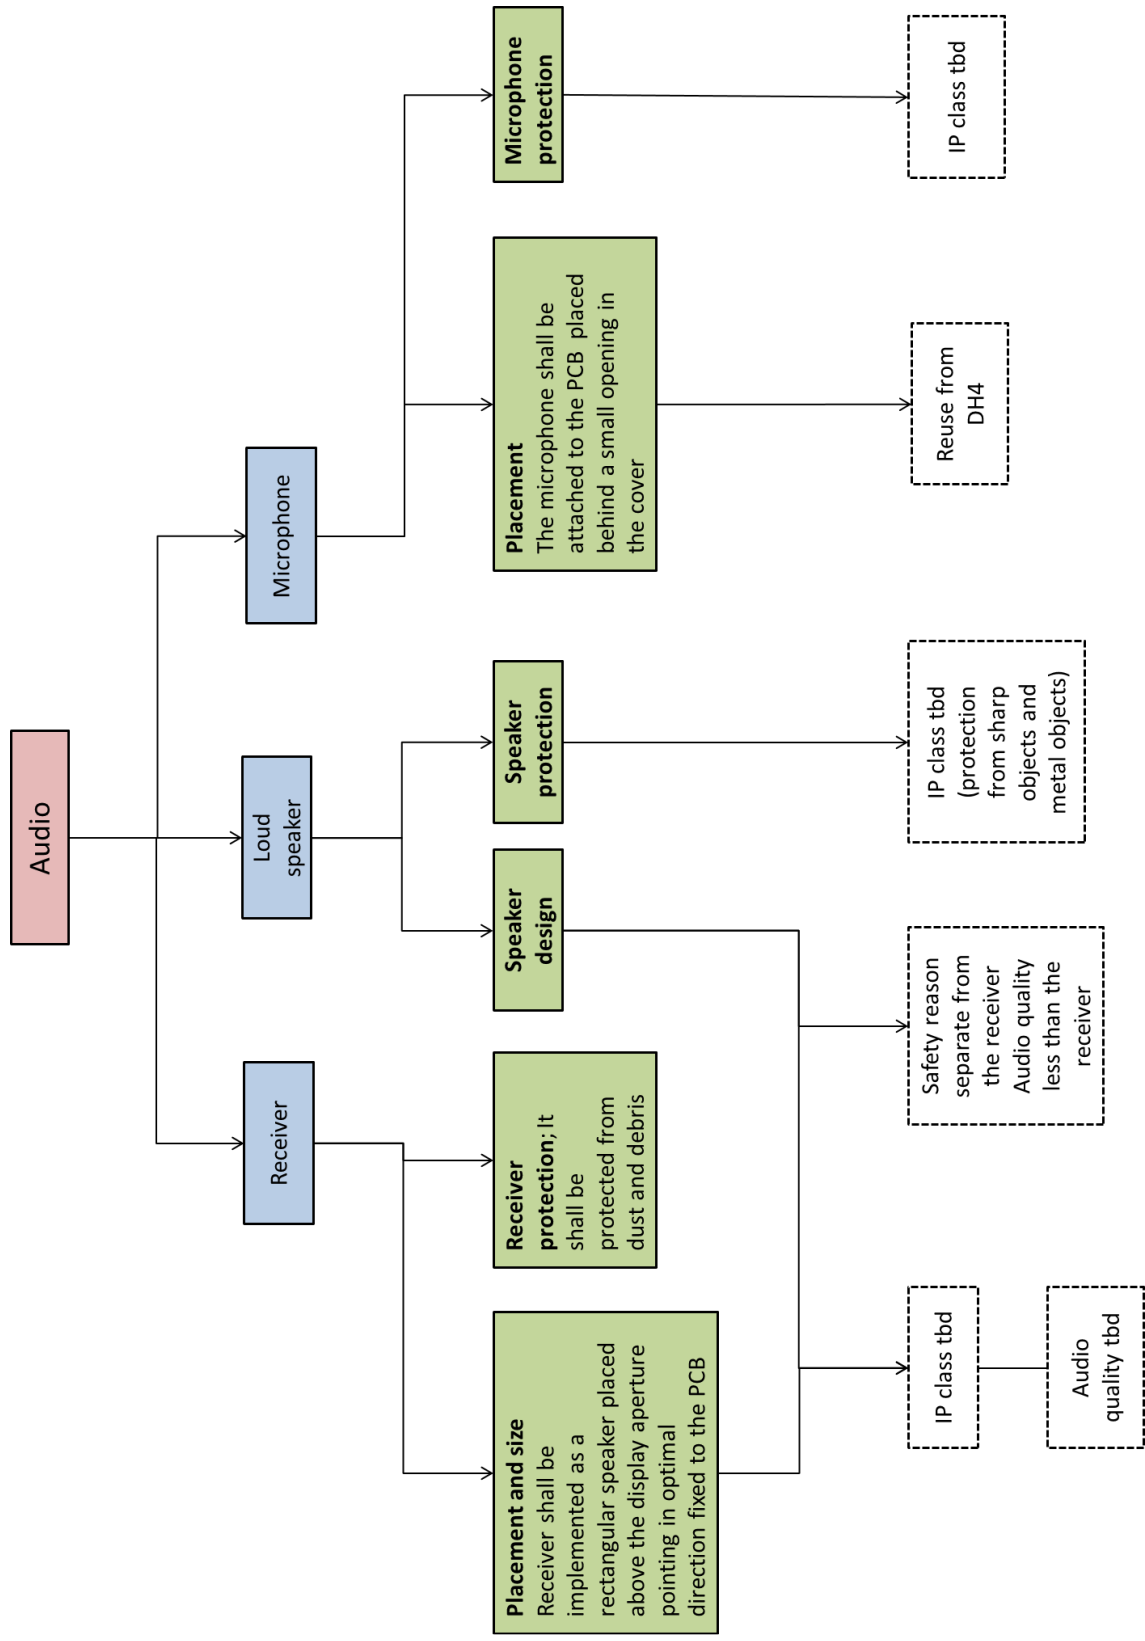 Audio
Receiver
Loud
speaker
Microphone
Placement and size
Receiver shall be
implemented as a
rectangular speaker placed
above the display aperture
pointing in optimal
direction fixed to the PCB
Receiver
protection; It
shall be
protected from
dust and debris
Speaker
design
Speaker
protection
Placement
The microphone shall be
attached to the PCB placed
behind a small opening in
the cover
Microphone
protection
IP class tbd
Audio
quality tbd
Safety reason
separate from
the receiver
Audio quality
less than the
receiver
IP class tbd
(protection
from sharp
objects and
metal objects)
Reuse from
DH4
IP class tbd